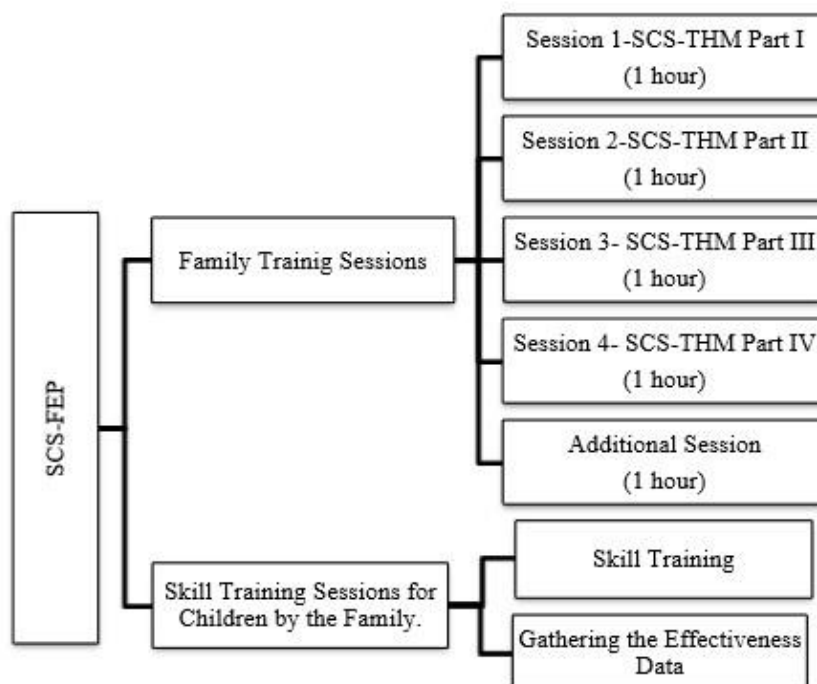 SCS-FEP
Family Trainig Sessions
Session 1-SCS-THM Part I
(1 hour)
Session 2-SCS-THM Part II
(1 hour)
Session 3- SCS-THM Part III
(1 hour)
Session 4- SCS-THM Part IV
(1 hour)
Additional Session
(1 hour)
Skill Training Sessions for
Children by the Family.
Skill Training
Gathering the Effectiveness
Data